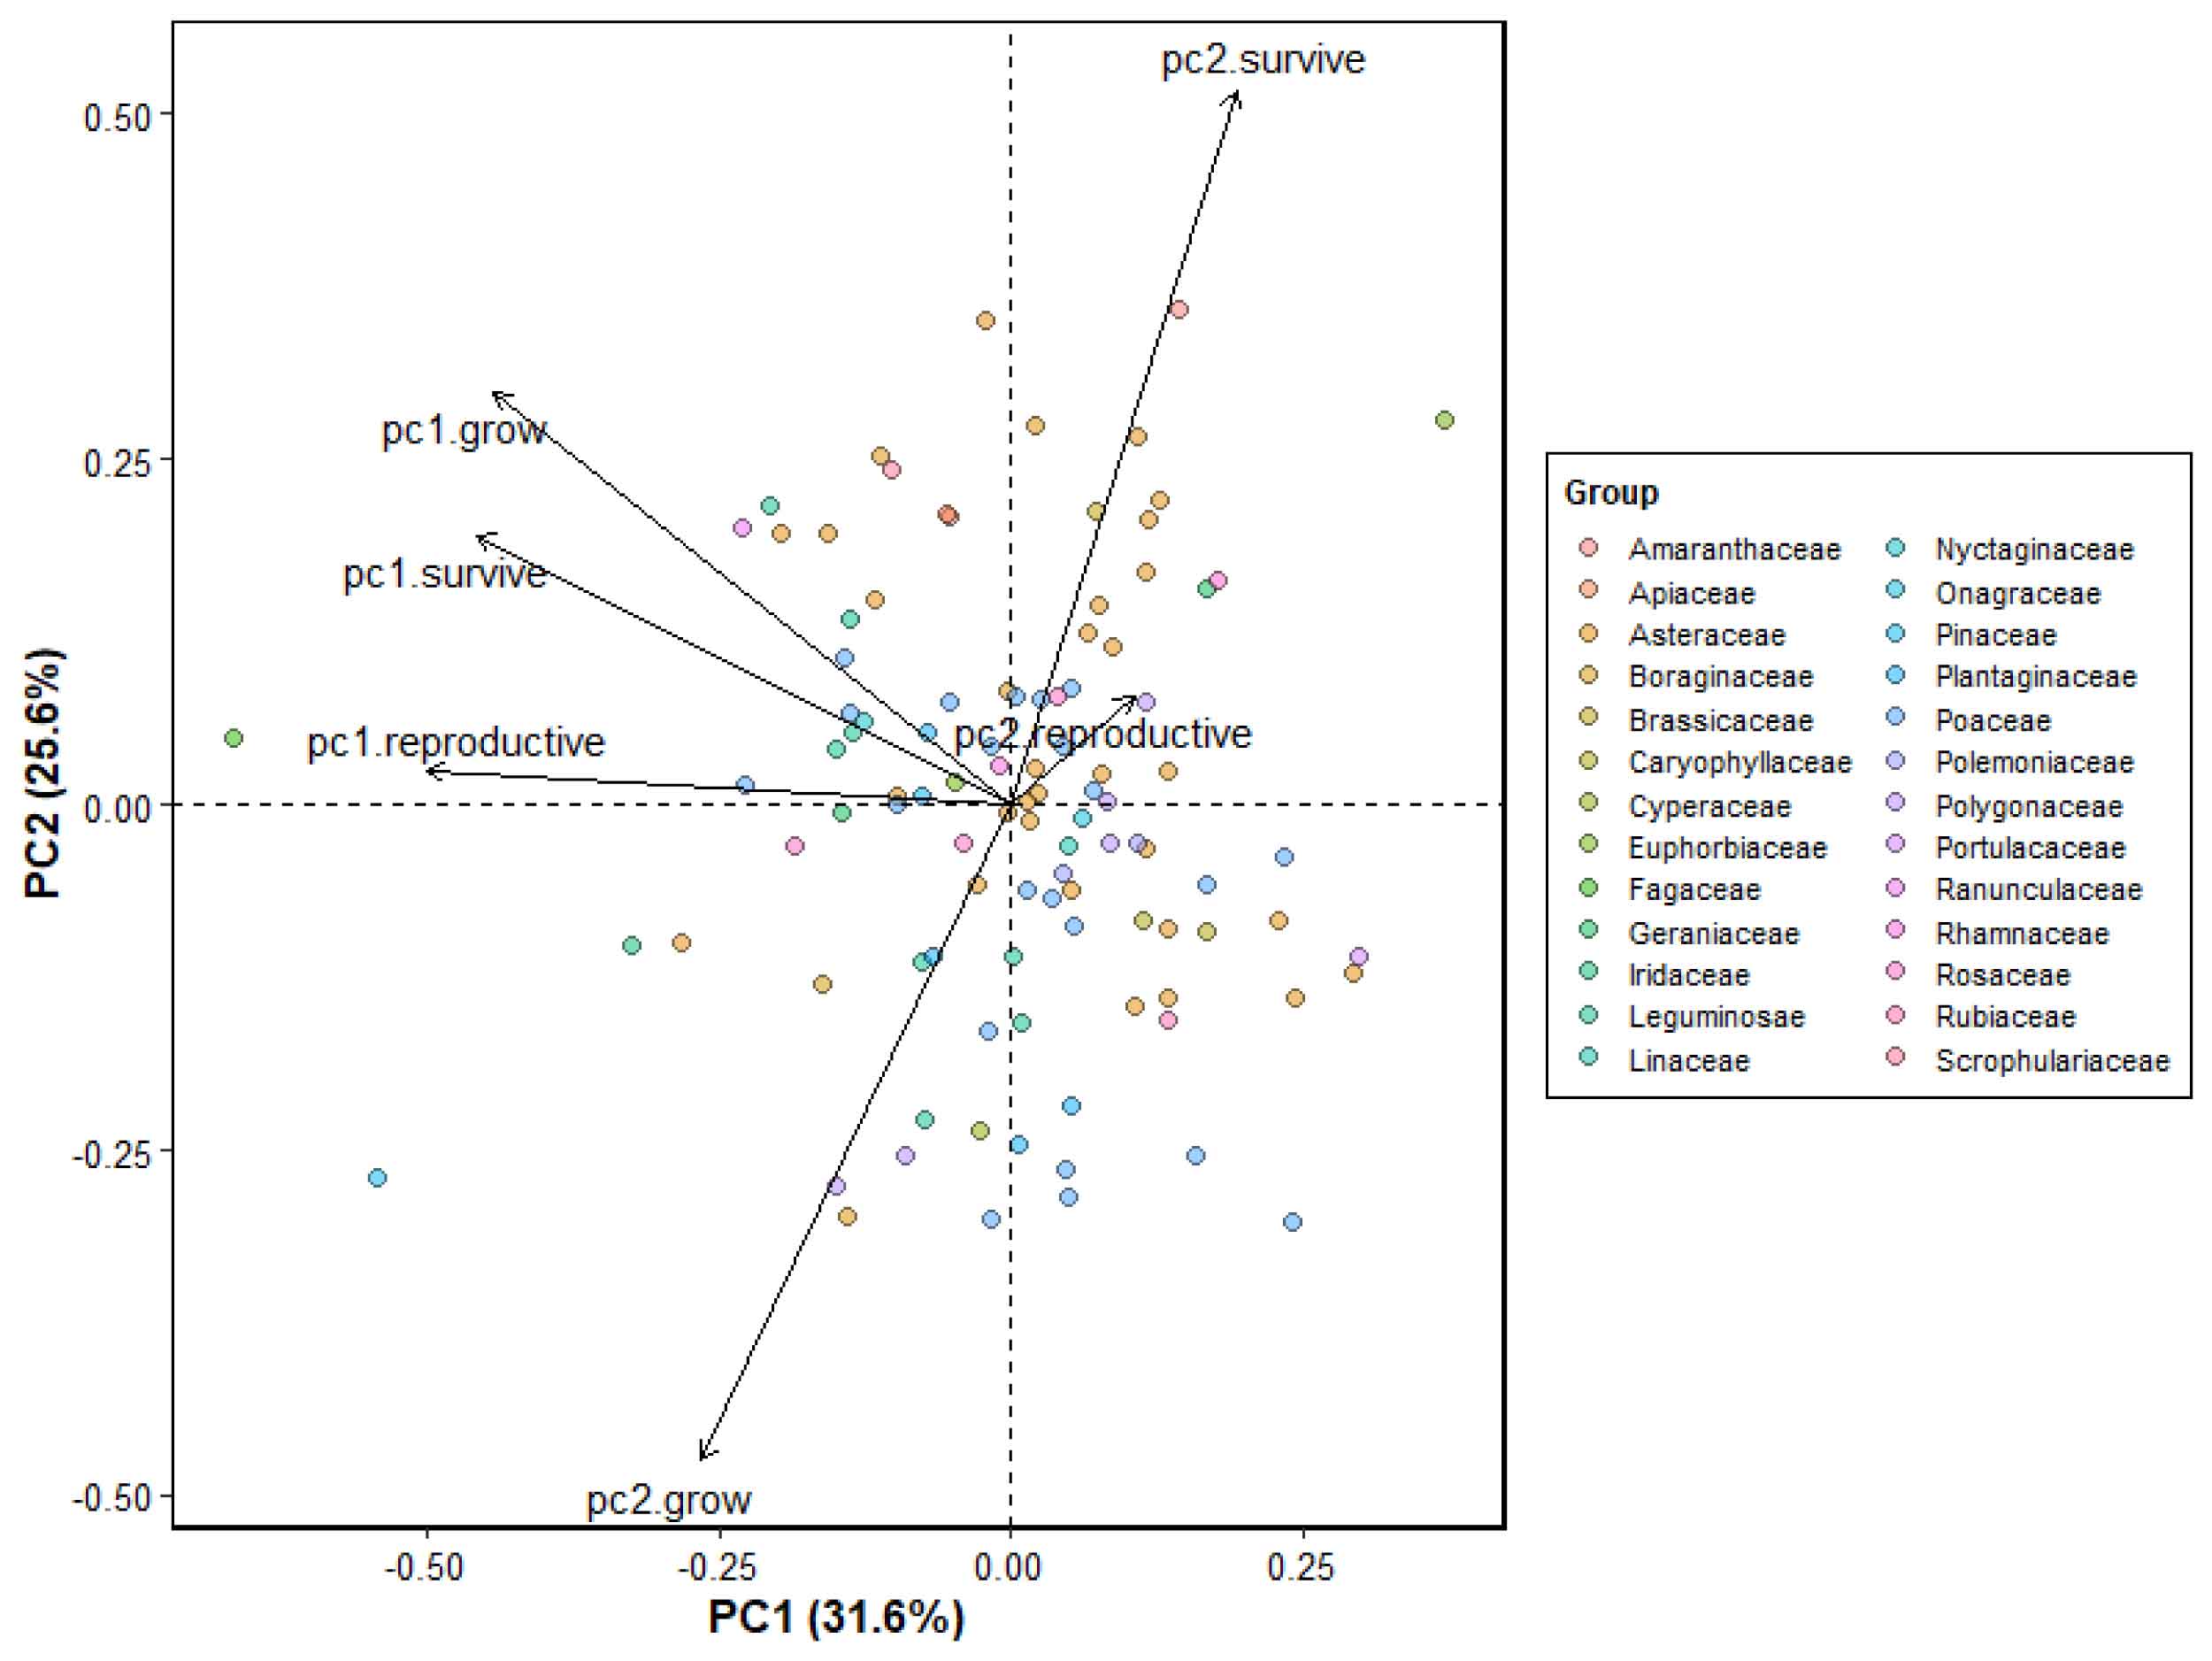 pc2.survive
0.50
pc1.grow
0.25
pc1.survive
pc1.reproductive
pc2.reproductive
0.00
-0.25
-0.50
pc2.grow
PC2 (25.6%)
-0.50
-0.25
0.00
0.25
PC1 (31.6%)
Group
Amaranthaceae
Apiaceae
Asteraceae
Boraginaceae
Brassicaceae
Caryophyllaceae
Cyperaceae
Euphorbiaceae
Fagaceae
Geraniaceae
Iridaceae
Leguminosae
Linaceae
Nyctaginaceae
Onagraceae
Pinaceae
Plantaginaceae
Poaceae
Polemoniaceae
Polygonaceae
Portulacaceae
Ranunculaceae
Rhamnaceae
Rosaceae
Rubiaceae
Scrophulariaceae